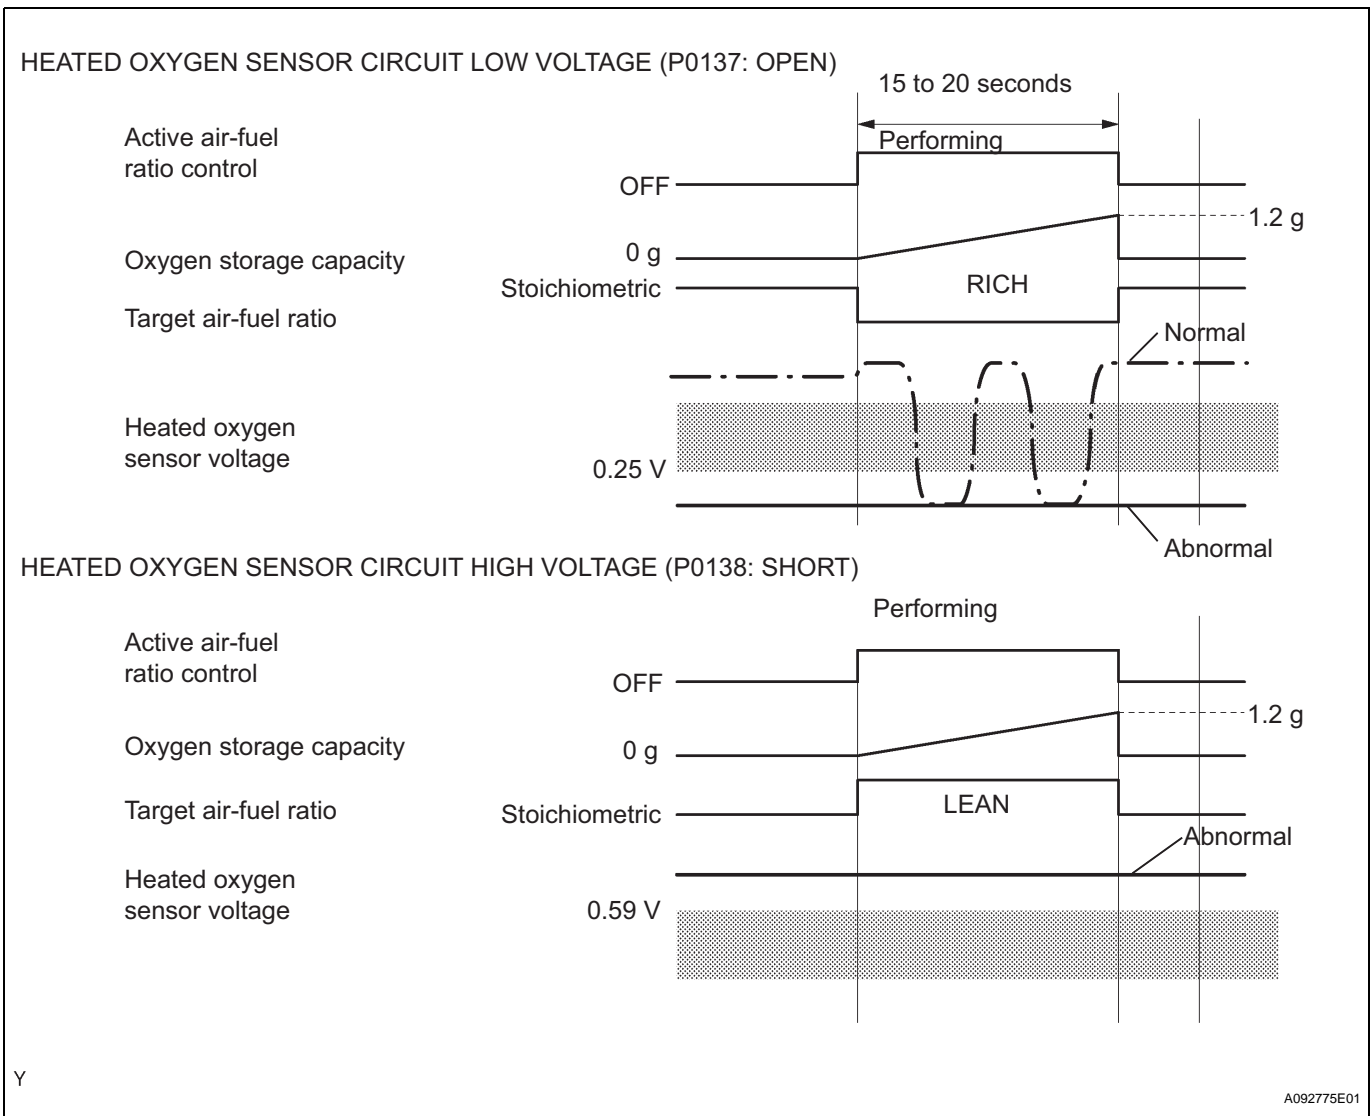 HEATED OXYGEN SENSOR CIRCUIT LOW VOLTAGE (P0137: OPEN)
15 to 20 seconds
Active air-fuel
ratio control
Performing
OFF
1.2 g
Oxygen storage capacity
0 g
Stoichiometric
RICH
Target air-fuel ratio
Normal
Heated oxygen
sensor voltage
0.25 V
Abnormal
HEATED OXYGEN SENSOR CIRCUIT HIGH VOLTAGE (P0138: SHORT)
Performing
Active air-fuel
ratio control
OFF
1.2 g
Oxygen storage capacity
0 g
Target air-fuel ratio
Stoichiometric
LEAN
Abnormal
Heated oxygen
sensor voltage
0.59 V
Y
A092775E01